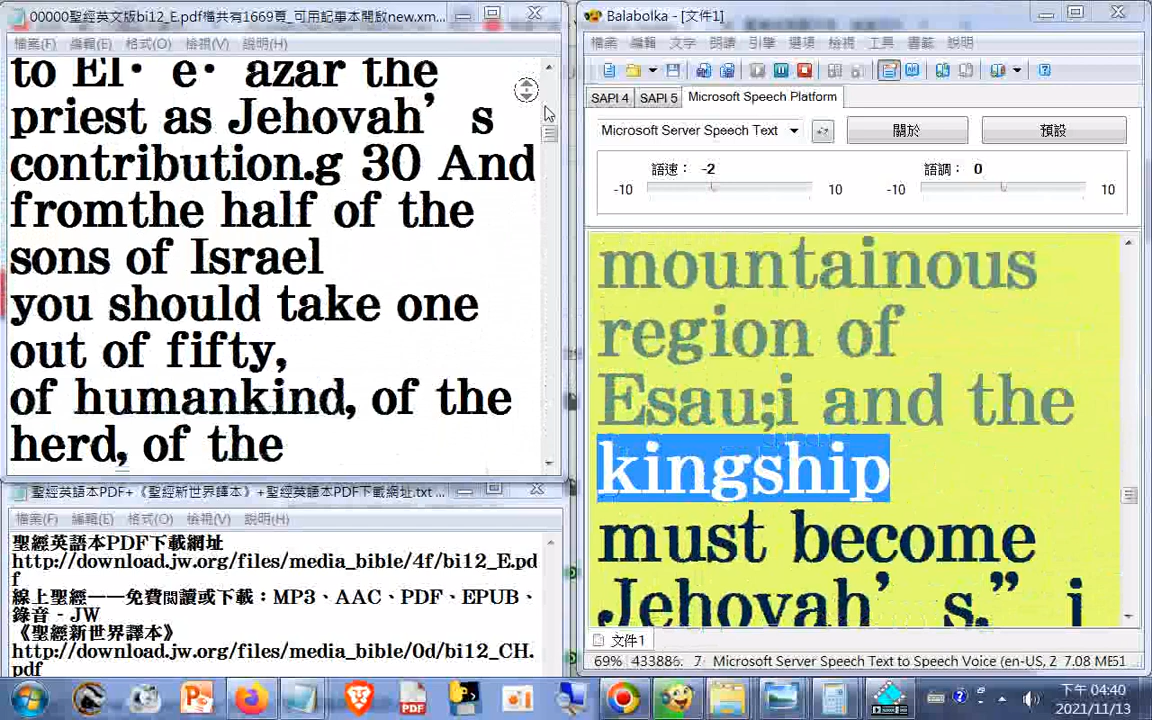 00000聖經英文版bi12_E.pdf檔共有1669頁_可用記事本開啟new.xm...
檔案(F) 編輯(E) 格式(O) 檢視(V) 說明(H)
to El· e· azar the
priest as Jehovah’ s
contribution.g 30 And
fromthe half of the
sons of Israel
you should take one
out of fifty,
of humankind, of the
herd, of the
聖經英語本PDF+《聖經新世界譯本》+聖經英語本PDF下載網址.txt ...
檔案(F) 編輯(E) 格式(O) 檢視(V) 說明(H)
聖經英語本PDF下載網址
http://download.jw.org/files/media_bible/4f/bi12_E.pd
f
線上聖經——免費閱讀或下載：MP3、AAC、PDF、EPUB、
錄音 - JW
《聖經新世界譯本》
http://download.jw.org/files/media_bible/0d/bi12_CH.
pdf
Balabolka - [文件1]
檔案 編輯 文字 朗讀 引擎 選項 檢視 工具 書籤 說明
SAPI 4 SAPI 5 Microsoft Speech Platform
Microsoft Server Speech Text 關於 預設
語速： -2 語調： 0
-10 10 -10 10
mountainous
region of
Esau;i and the
kingship
must become
Jehovah’ s.” j
文件1
69% 433886. 7 Microsoft Server Speech Text to Speech Voice (en-US, 2 7.08 ME51
下午 04:40
2021/11/13